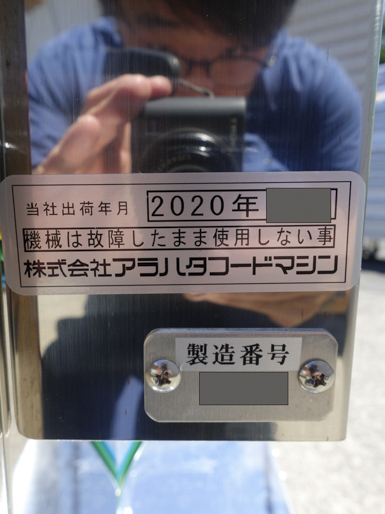 当社出荷年月 2020年
機械は故障したまま使用しない事
株式会社アラハタコードマシン
製造番号